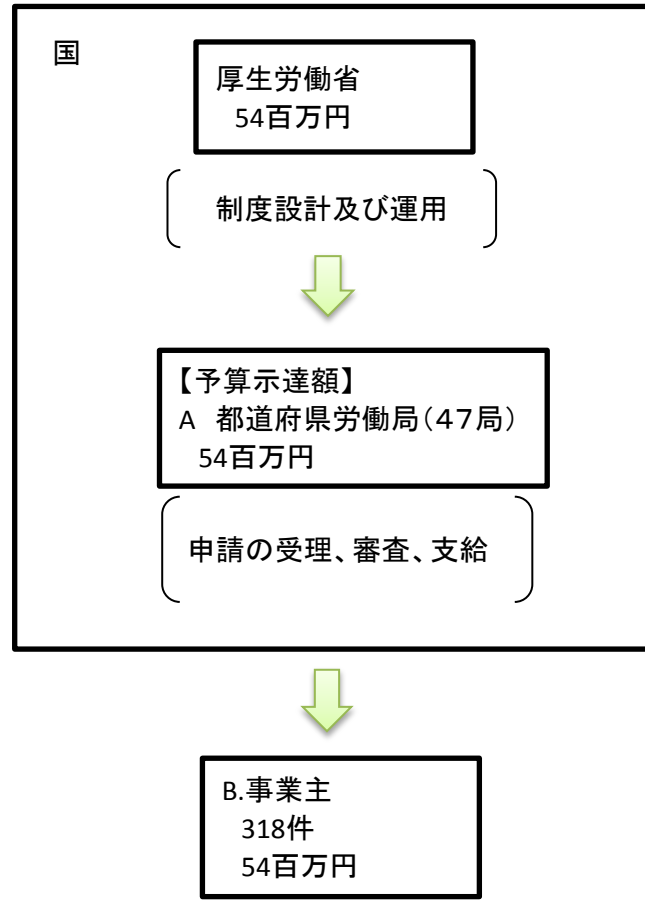 国
厚生労働省
54百万円
制度設計及び運用
【予算示達額】
A 都道府県労働局(47局)
54百万円
申請の受理、審査、支給
B.事業主
318件
54百万円